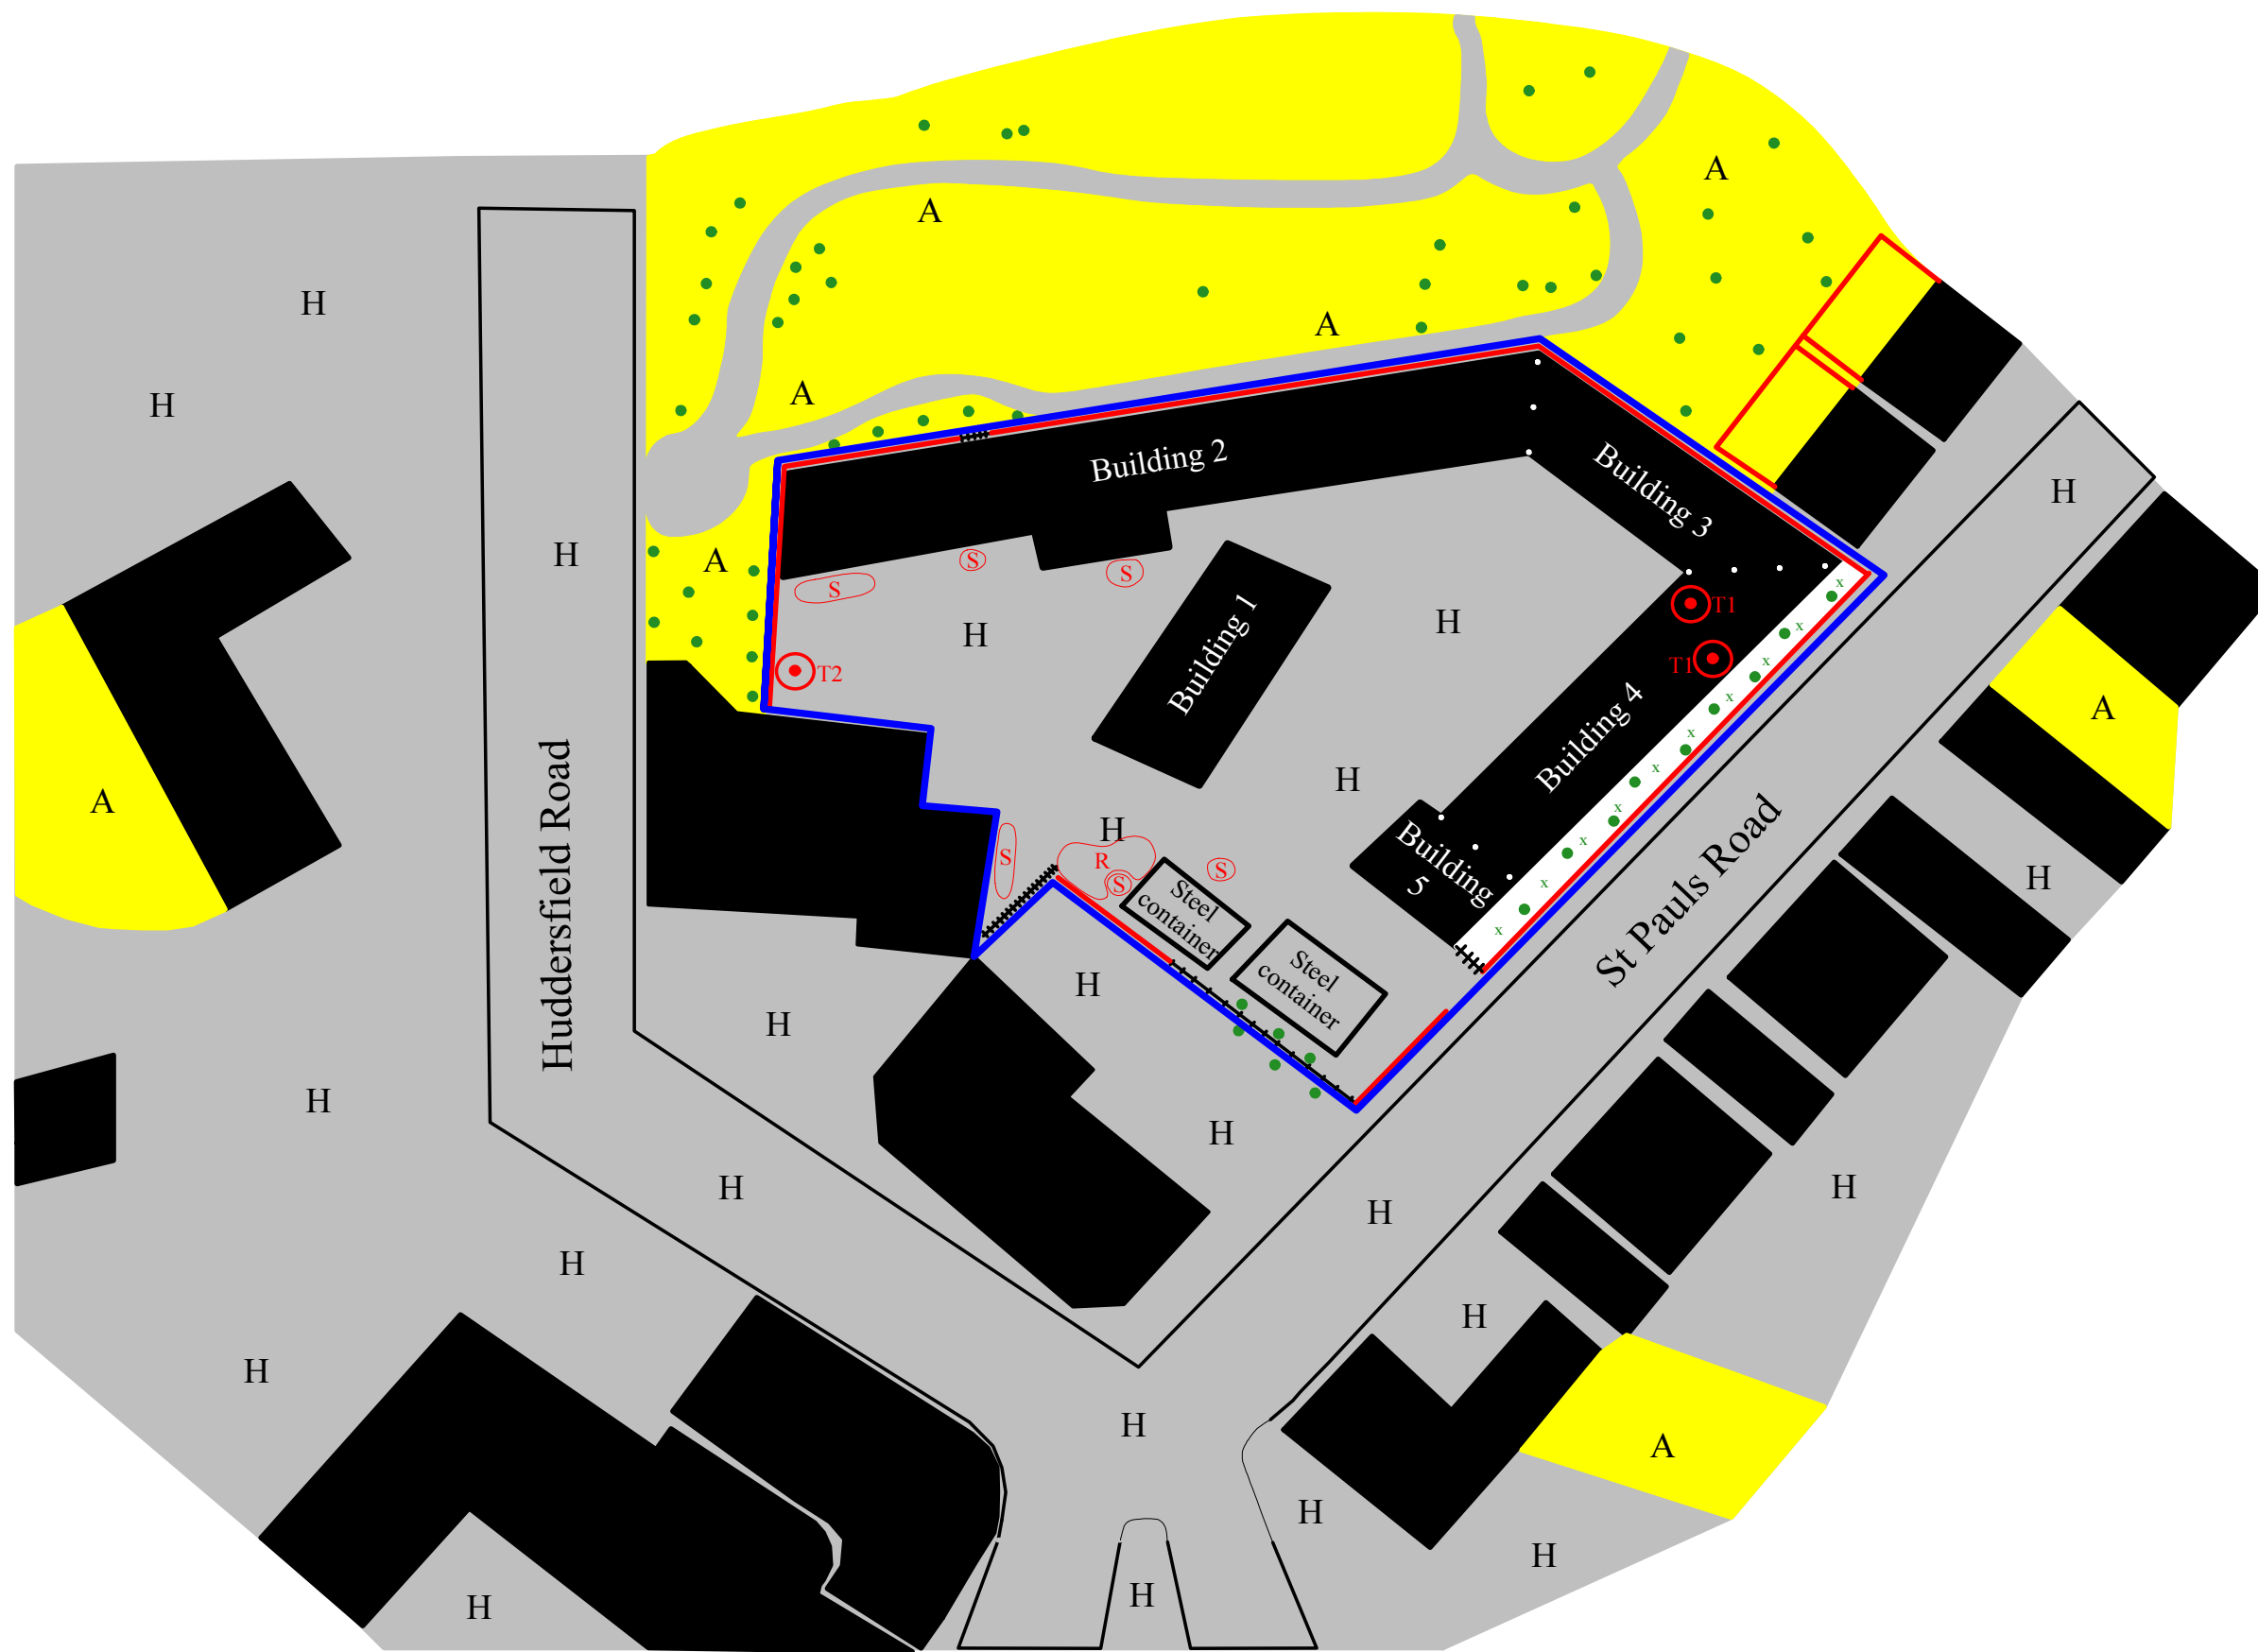 A
A
H
A
H
A
Building 2
Building 3
H
H
A
S
S
S
T1
H
H
Building 1
T1
T2
Building 4
A
H
A
H
R
S
S
S
Building
5
H
Steel
container
Steel
container
Huddersfield Road
St Pauls Road
H
H
H
H
H
H
H
H
H
H
H
A
H
H
H
H
x
x
x
x
x
x
x
x
x
x